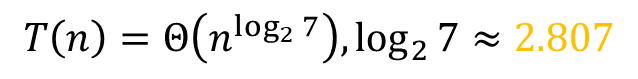 T(n) = Θ(n^{log₂ 7}), log₂ 7 ≈ 2.807